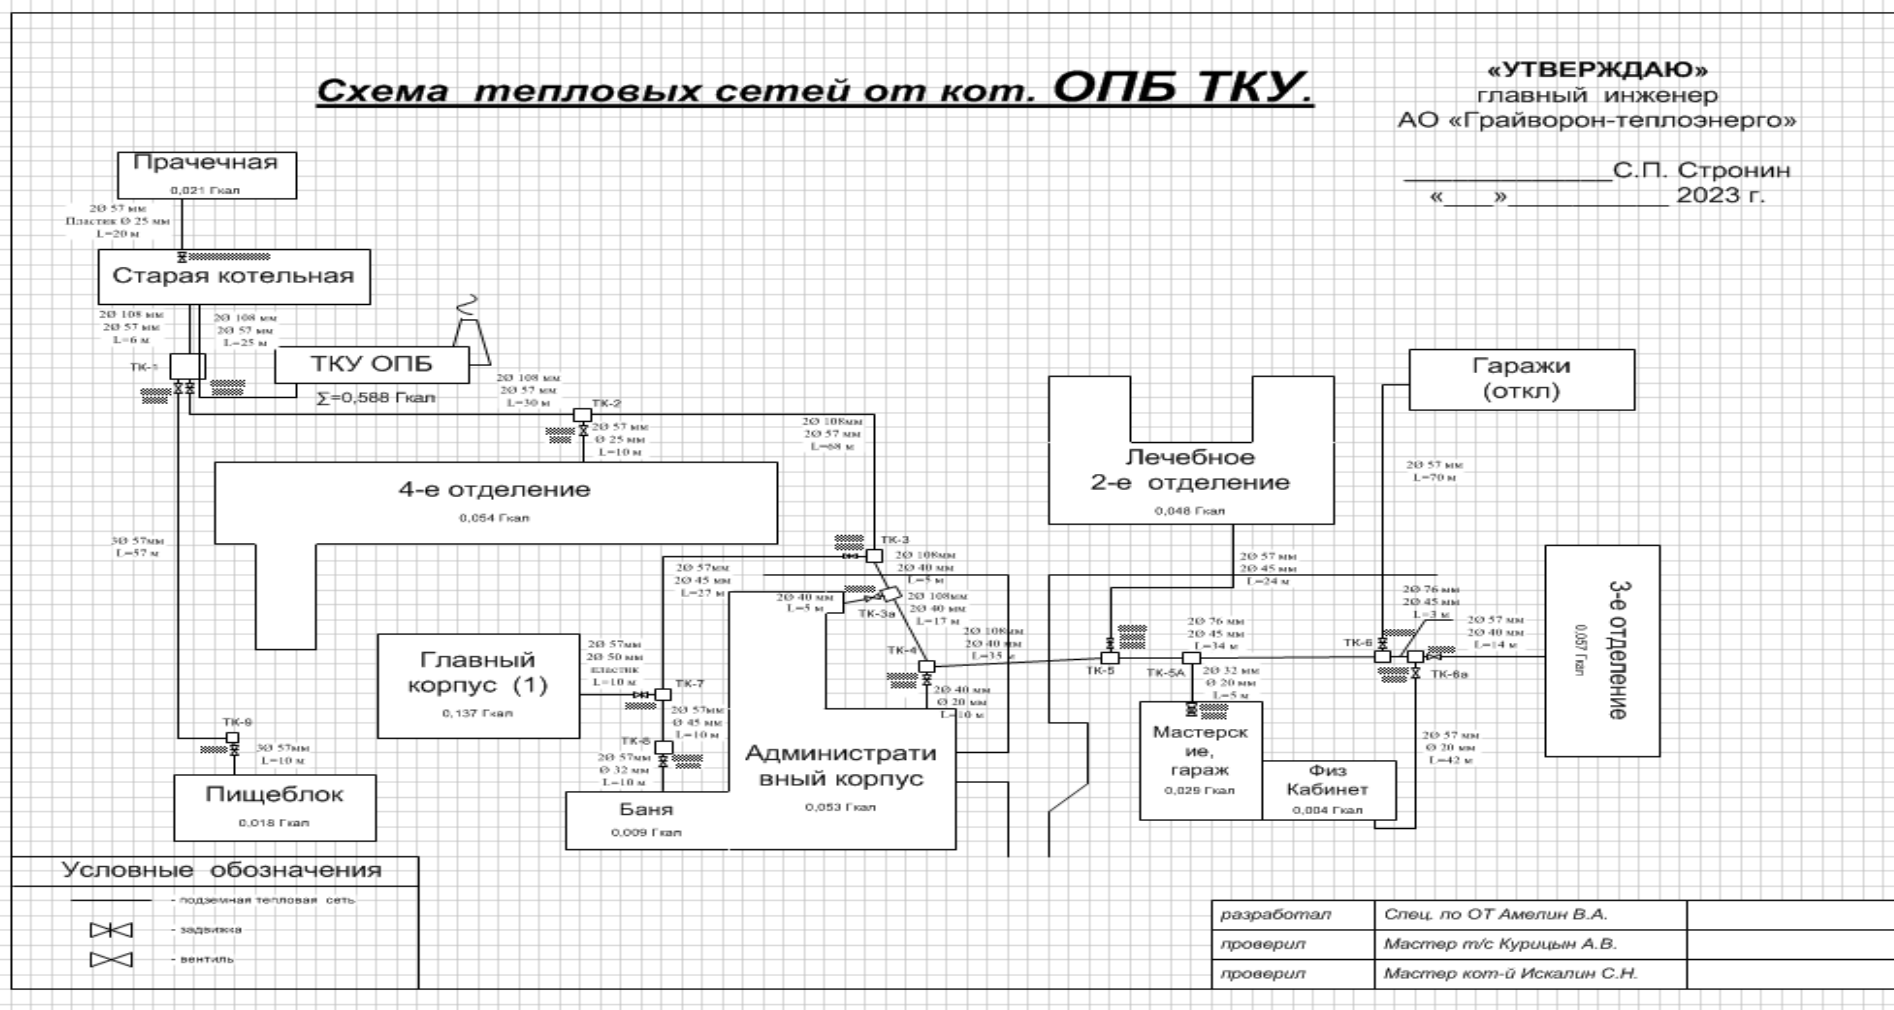 Схема тепловых сетей от кот. ОПБ ТКУ.
«УТВЕРЖДАЮ»
главный инженер
АО «Грайворон-теплоэнерго»
_______________С.П. Стронин
«___»____________ 2023 г.
Прачечная
0,021 Гкал
2Ø 57 мм
Пластик Ø 25 мм
L=20 м
Старая котельная
2Ø 108 мм
2Ø 57 мм
L=6 м
2Ø 108 мм
2Ø 57 мм
L=25 м
ТК-1
ТКУ ОПБ
∑=0,588 Гкал
2Ø 108 мм
2Ø 57 мм
L=30 м
ТК-2
2Ø 57 мм
Ø 25 мм
L=10 м
2Ø 108мм
2Ø 57 мм
L=68 м
4-е отделение
0,054 Гкал
3Ø 57мм
L=57 м
Лечебное
2-е отделение
0,048 Гкал
Гаражи
(откл)
2Ø 57 мм
L=70 м
ТК-3
2Ø 108мм
2Ø 40 мм
L=5 м
2Ø 57мм
2Ø 45 мм
L=27 м
2Ø 40 мм
L=5 м
ТК-3а
2Ø 108мм
2Ø 40 мм
L=17 м
2Ø 108мм
2Ø 40 мм
L=35 м
ТК-4
2Ø 40 мм
Ø 20 мм
L=10 м
2Ø 57 мм
2Ø 45 мм
L=24 м
2Ø 76 мм
2Ø 45 мм
L=34 м
ТК-5
ТК-5А
2Ø 32 мм
Ø 20 мм
L=5 м
2Ø 76 мм
2Ø 45 мм
L=3 м
ТК-6
2Ø 57 мм
2Ø 40 мм
L=14 м
ТК-6а
3-е отделение
0,057 Гкал
2Ø 57 мм
Ø 20 мм
L=42 м
Главный
корпус (1)
0,137 Гкал
2Ø 57мм
2Ø 50 мм
пластик
L=10 м
ТК-7
2Ø 57мм
Ø 45 мм
L=10 м
ТК-8
2Ø 57мм
Ø 32 мм
L=10 м
ТК-9
3Ø 57мм
L=10 м
Пищеблок
0,018 Гкал
Баня
0,009 Гкал
Администрати
вный корпус
0,053 Гкал
Мастерск
ие,
гараж
0,029 Гкал
Физ
Кабинет
0,004 Гкал
Условные обозначения
- подземная тепловая сеть
- задвижка
- вентиль
разработал Спец. по ОТ Амелин В.А.
проверил Мастер т/с Курицын А.В.
проверил Мастер кот-й Искалин С.Н.